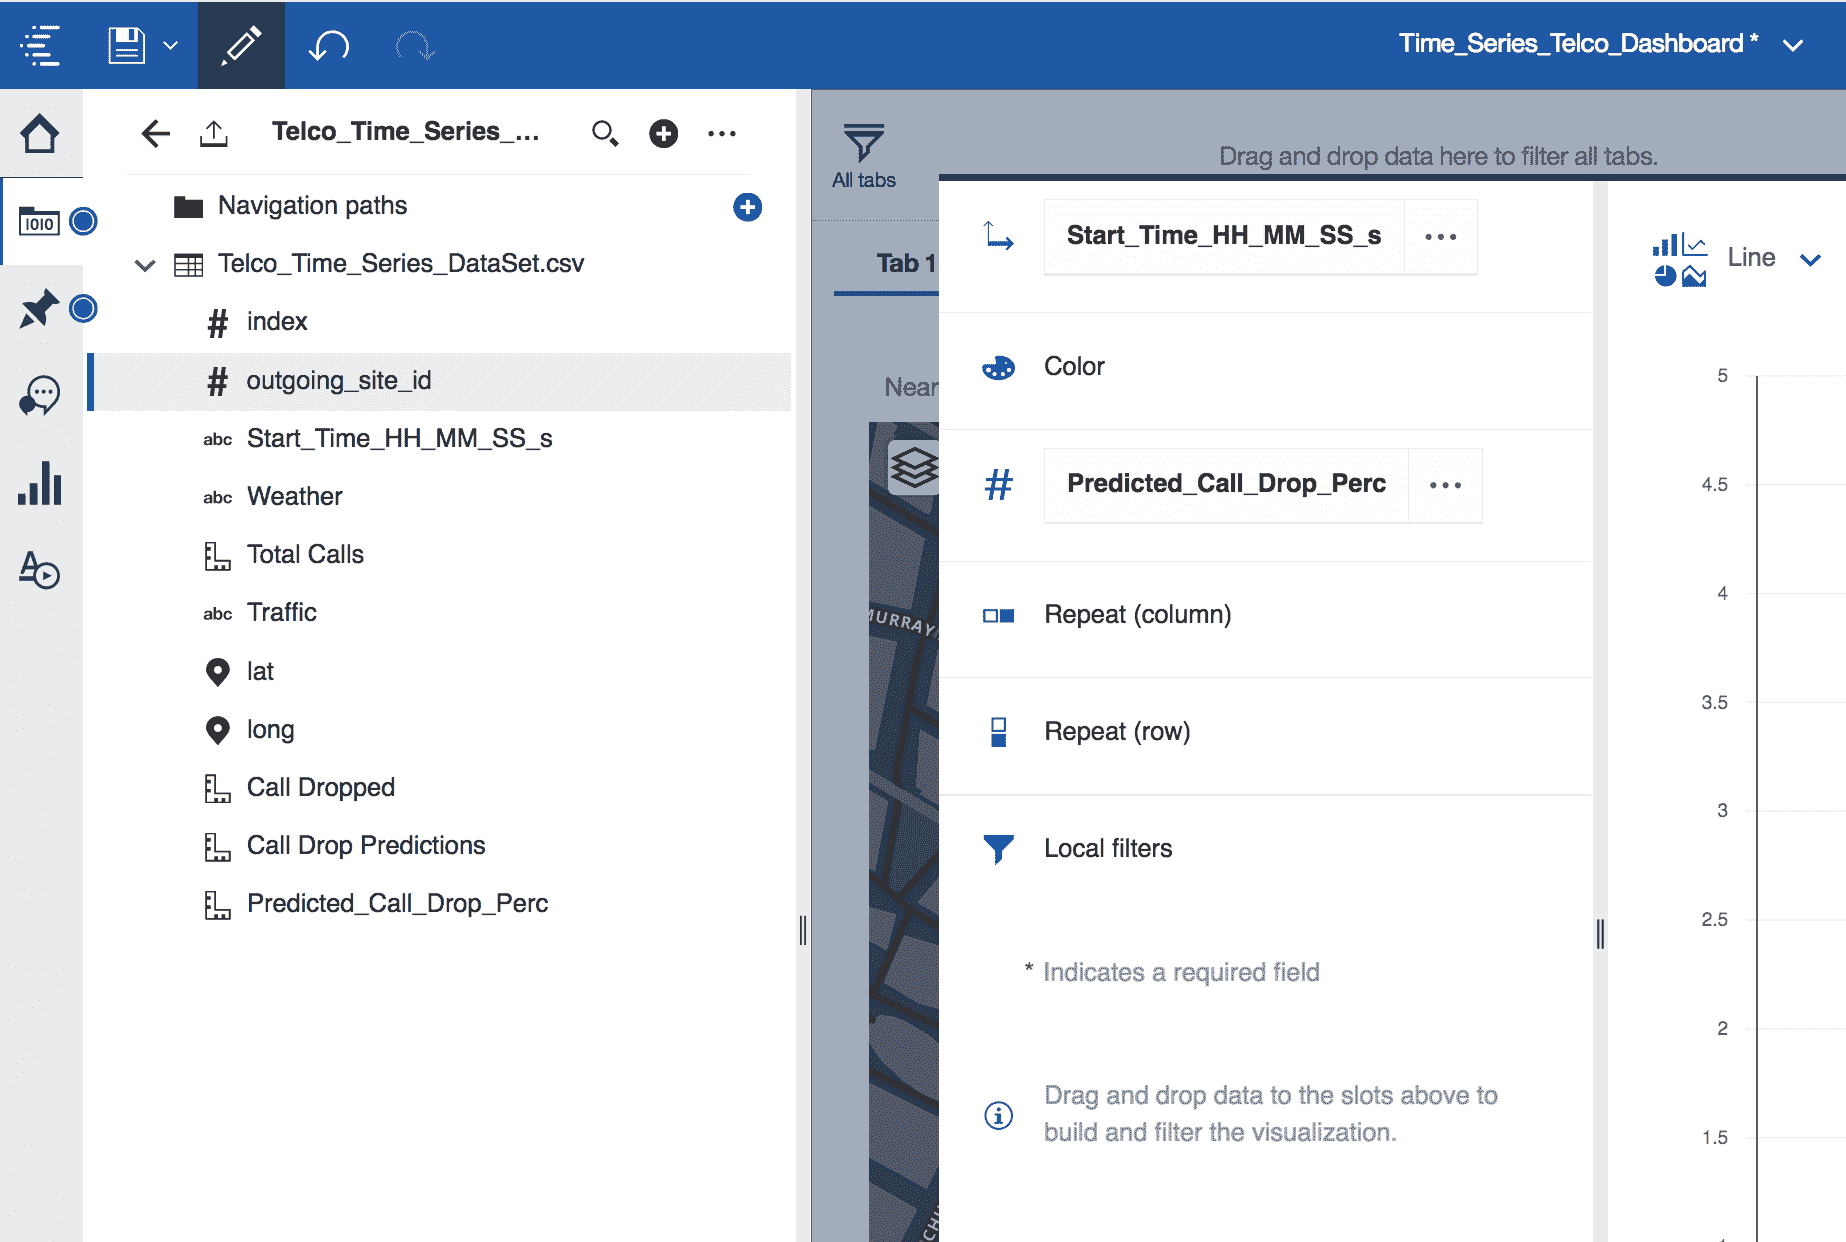 Time_Series_Telco_Dashboard *
Telco_Time_Series_...
Navigation paths
Telco_Time_Series_DataSet.csv
# index
# outgoing_site_id
abc Start_Time_HH_MM_SS_s
abc Weather
Total Calls
abc Traffic
lat
long
Call Dropped
Call Drop Predictions
Predicted_Call_Drop_Perc
1010
All tabs
Drag and drop data here to filter all tabs.
Tab 1
Near
MURRAY
CHU
Start_Time_HH_MM_SS_s
Color
# Predicted_Call_Drop_Perc
Repeat (column)
Repeat (row)
Local filters
* Indicates a required field
Drag and drop data to the slots above to
build and filter the visualization.
Line
5
4.5
4
3.5
3
2.5
2
1.5